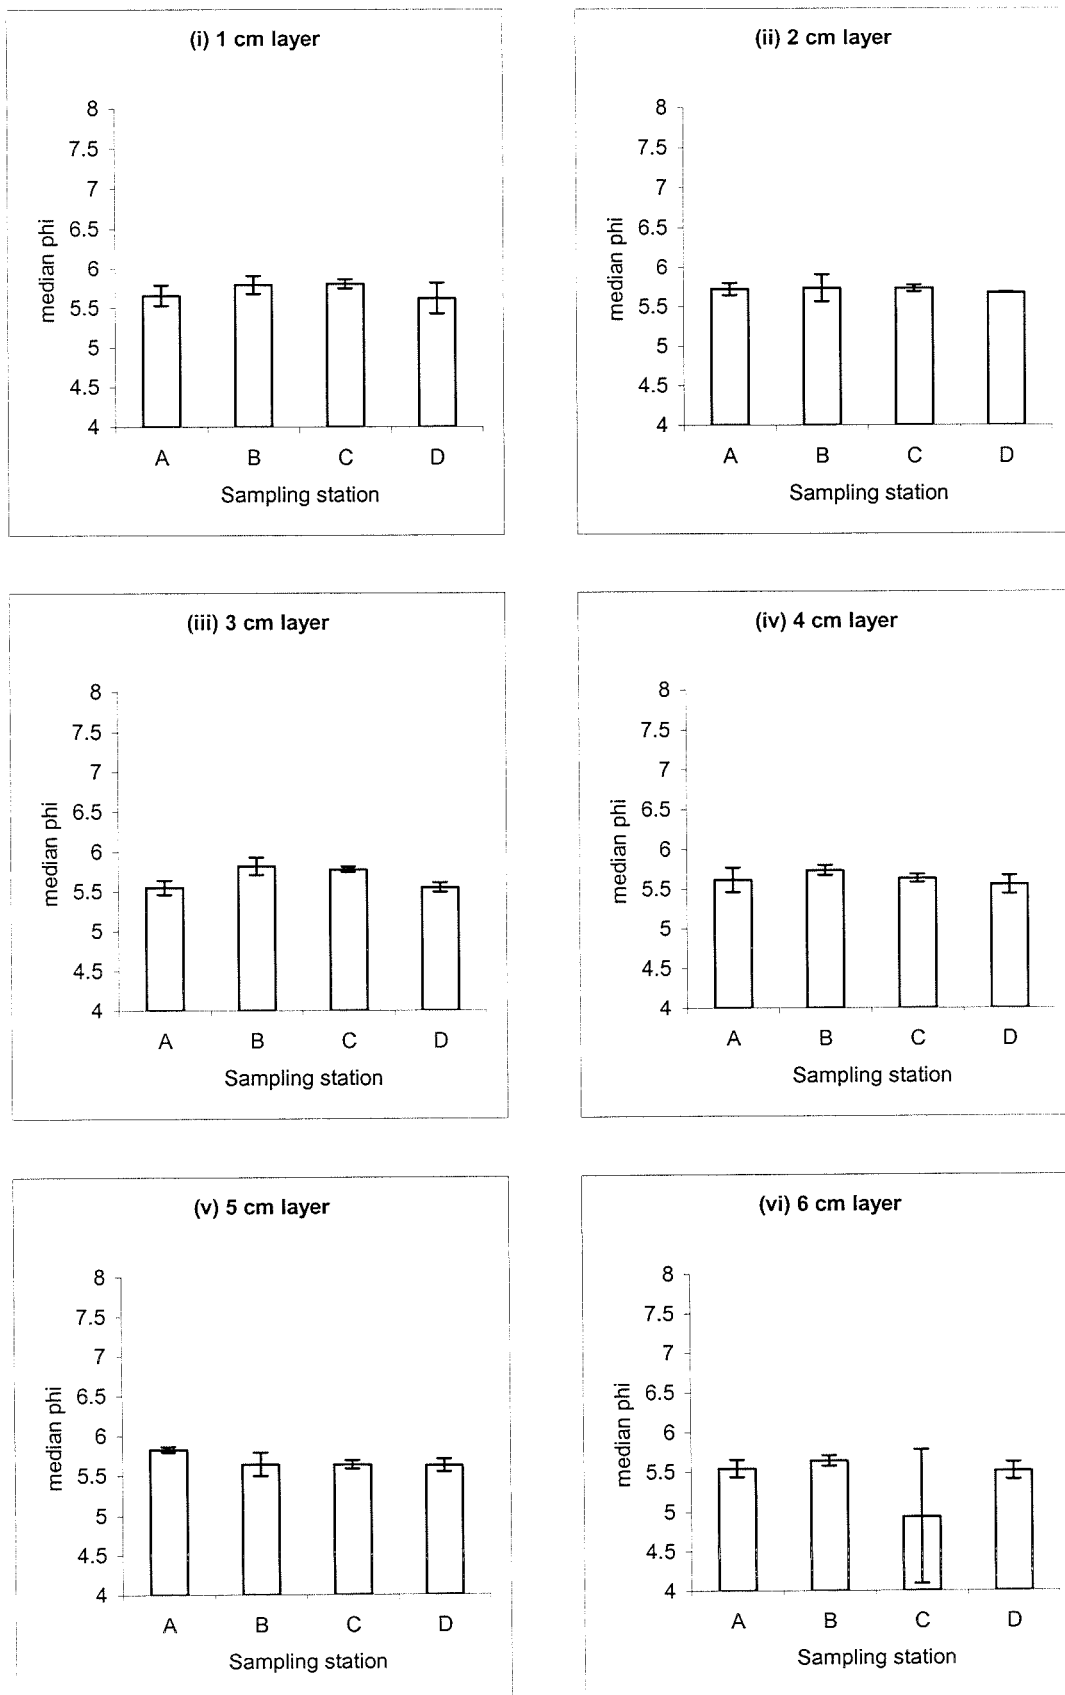 (i) 1 cm layer
8
7.5
7
6.5
6
5.5
5
4.5
4
median phi
A B C D
Sampling station
(ii) 2 cm layer
8
7.5
7
6.5
6
5.5
5
4.5
4
median phi
A B C D
Sampling station
(iii) 3 cm layer
8
7.5
7
6.5
6
5.5
5
4.5
4
median phi
A B C D
Sampling station
(iv) 4 cm layer
8
7.5
7
6.5
6
5.5
5
4.5
4
median phi
A B C D
Sampling station
(v) 5 cm layer
8
7.5
7
6.5
6
5.5
5
4.5
4
median phi
A B C D
Sampling station
(vi) 6 cm layer
8
7.5
7
6.5
6
5.5
5
4.5
4
median phi
A B C D
Sampling station